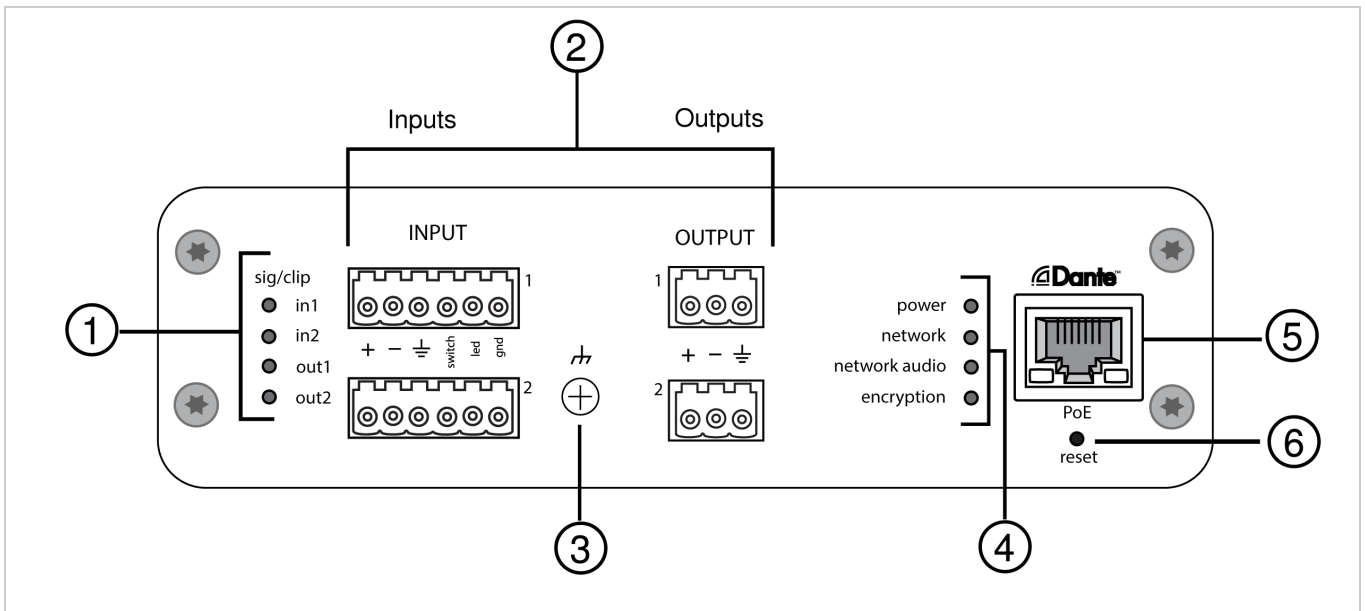 2
Inputs Outputs
INPUT OUTPUT
sig/clip
in1
in2
out1
out2
1
+ − ⏚ switch led gnd
2
1
+ − ⏚
2
power
network
network audio
encryption
Dante™
PoE
reset
1
3
4
5
6